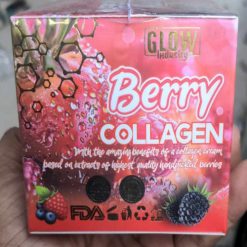 GLOW
Industry
Berry
COLLAGEN
With the amazing benefits of a collagen cream
based on extracts of highest quality handpicked berries
FDA